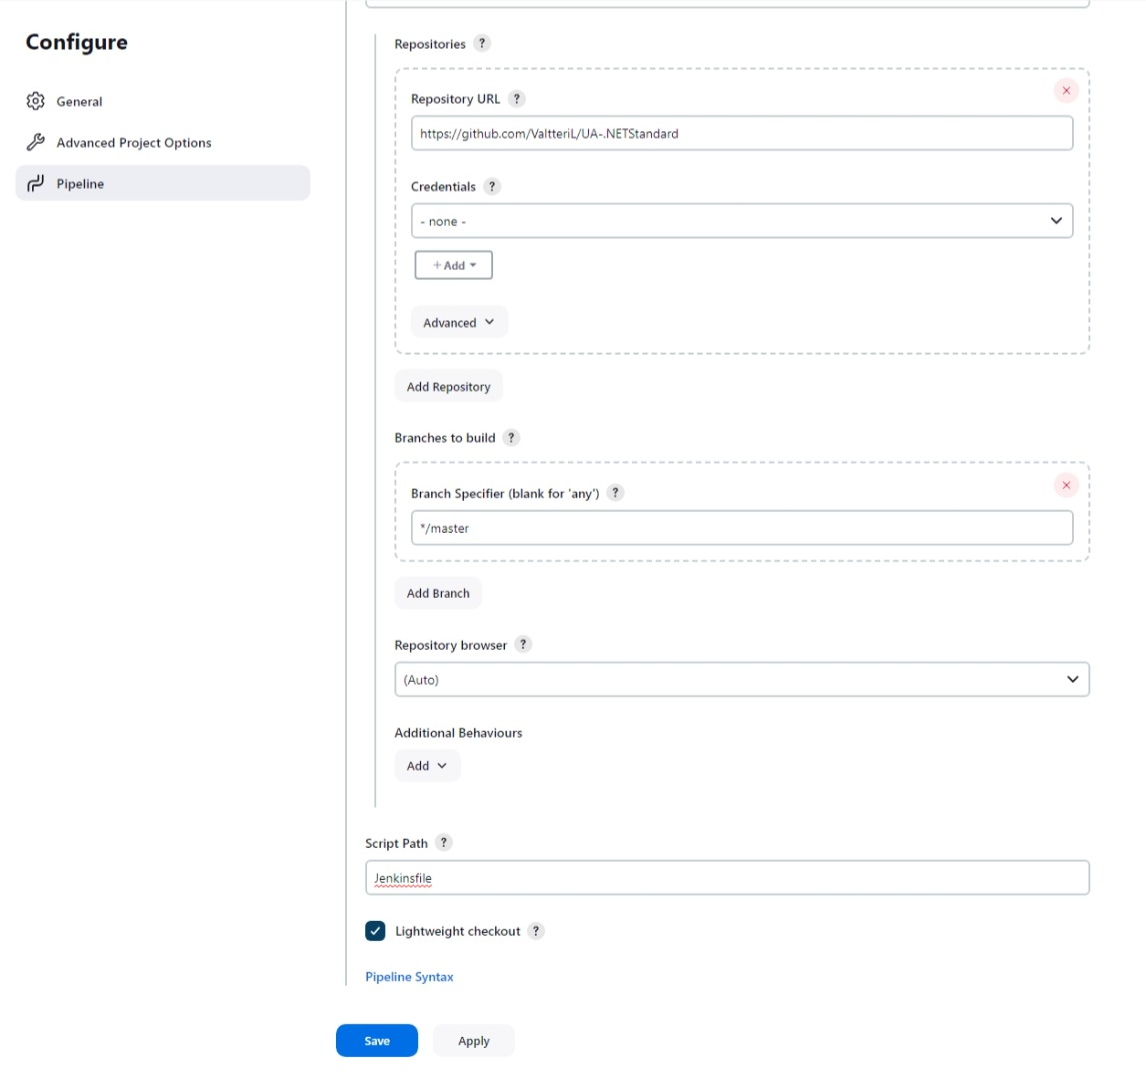 Configure
General
Advanced Project Options
Pipeline
Repositories ?
Repository URL ?
https://github.com/ValtteriL/UA-.NETStandard
Credentials ?
- none -
+ Add
Advanced
Add Repository
Branches to build ?
Branch Specifier (blank for 'any') ?
*/master
Add Branch
Repository browser ?
(Auto)
Additional Behaviours
Add
Script Path ?
Jenkinsfile
Lightweight checkout ?
Pipeline Syntax
Save
Apply